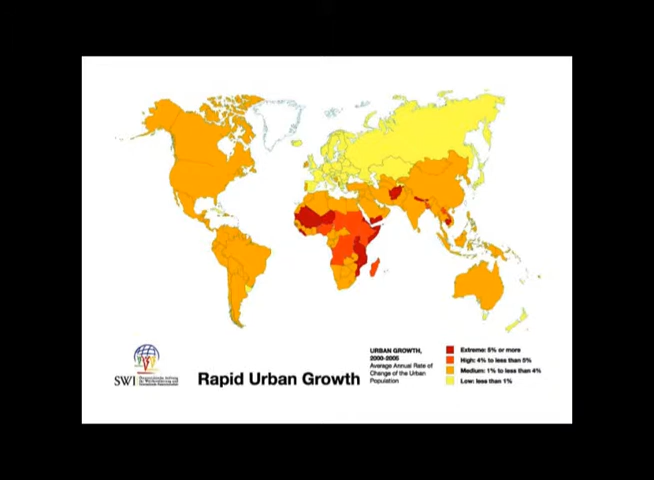 URBAN GROWTH,
2000-2005
Average Annual Rate of
Change of the Urban
Population
Extreme: 5% or more
High: 4% to less than 5%
Medium: 1% to less than 4%
Low: less than 1%
SWI
Rapid Urban Growth